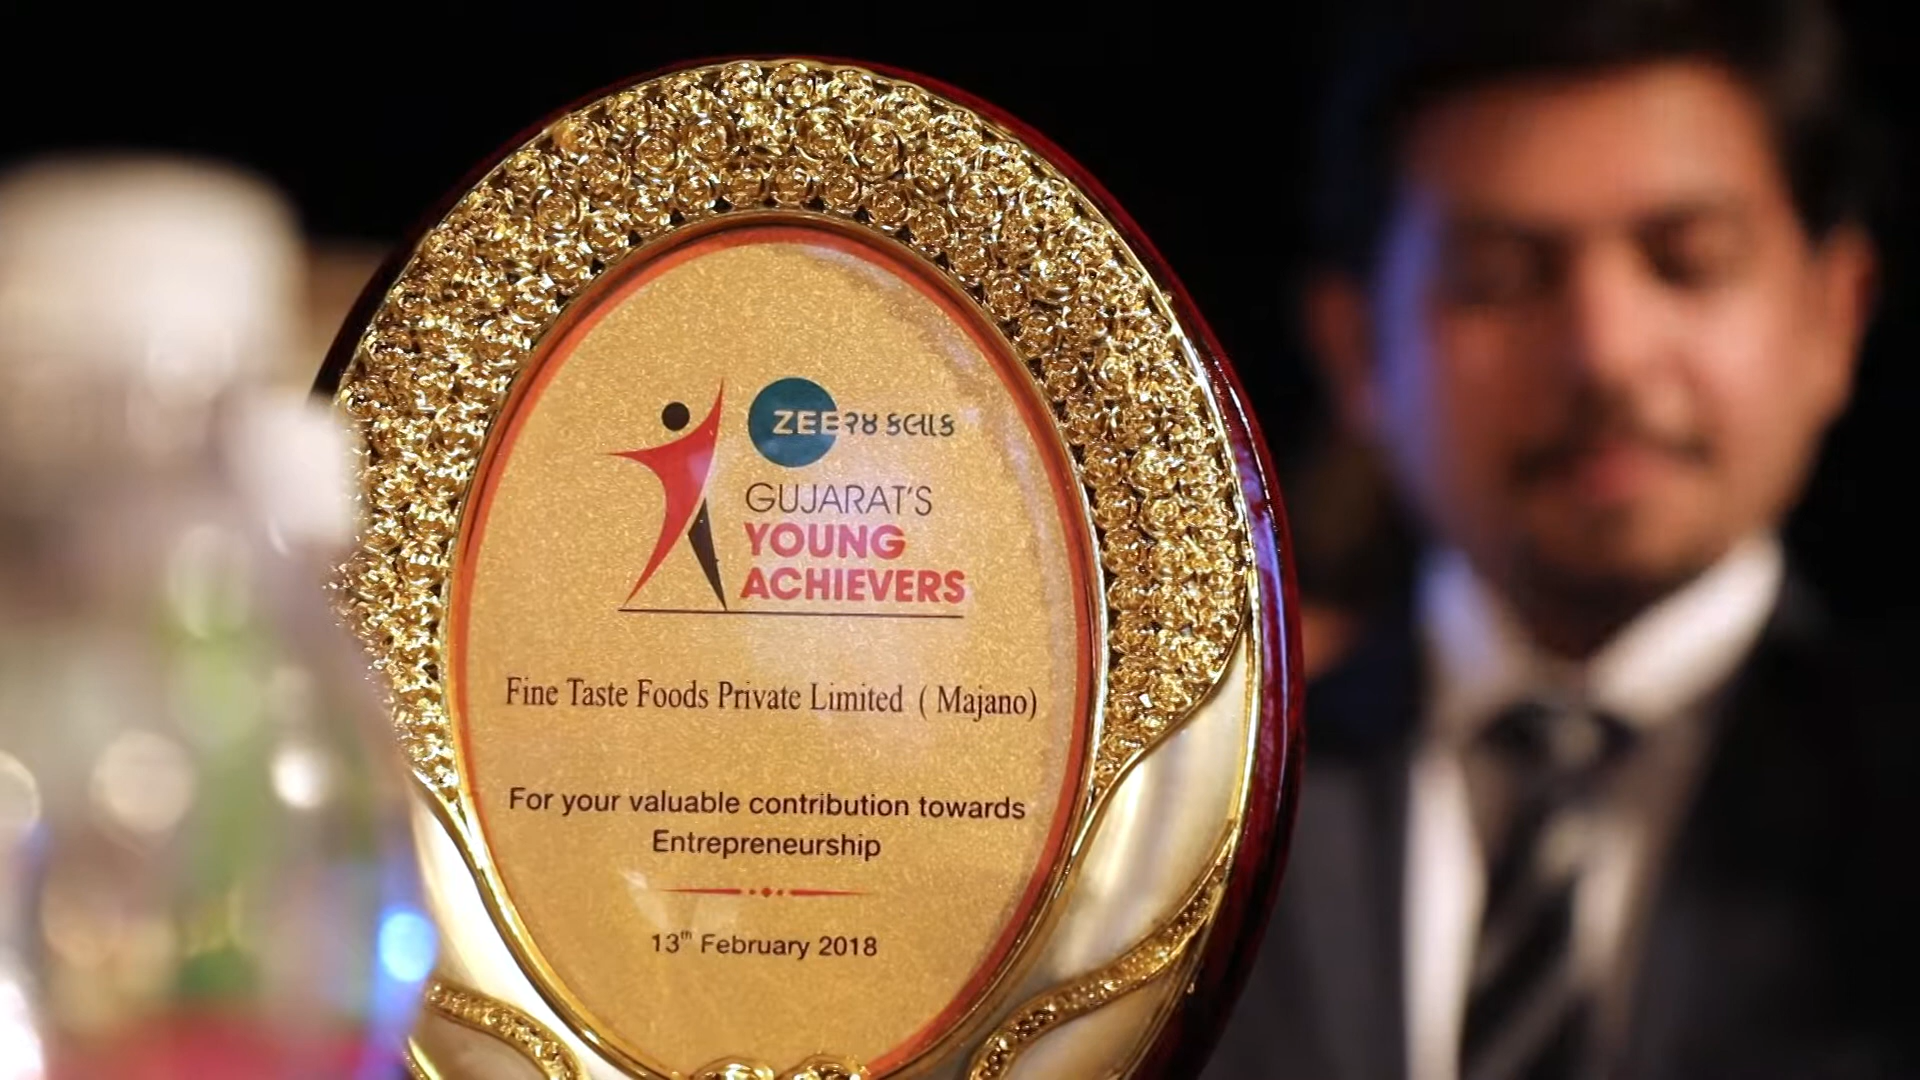 ZEE ૨૪ કલાક
GUJARAT'S
YOUNG
ACHIEVERS
Fine Taste Foods Private Limited ( Majano)
For your valuable contribution towards
Entrepreneurship
13th February 2018